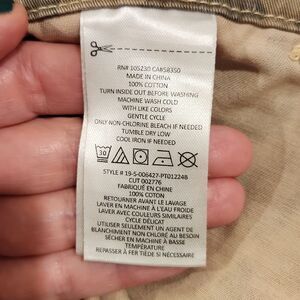 RN# 105230 CA#58350
MADE IN CHINA
100% COTTON
TURN INSIDE OUT BEFORE WASHING
MACHINE WASH COLD
WITH LIKE COLORS
GENTLE CYCLE
ONLY NON-CHLORINE BLEACH IF NEEDED
TUMBLE DRY LOW
COOL IRON IF NEEDED
30
STYLE # 19-5-006427-PT01224B
CUT 002776
FABRIQUÉ EN CHINE
100% COTON
RETOURNER AVANT LE LAVAGE
LAVER EN MACHINE À L'EAU FROIDE
LAVER AVEC COULEURS SIMILAIRES
CYCLE DÉLICAT
UTILISER SEULEMENT UN AGENT DE
BLANCHIMENT NON CHLORÉ AU BESOIN
SÉCHER EN MACHINE À BASSE
TEMPÉRATURE
REPASSER À FER TIÈDE SI NÉCESSAIRE